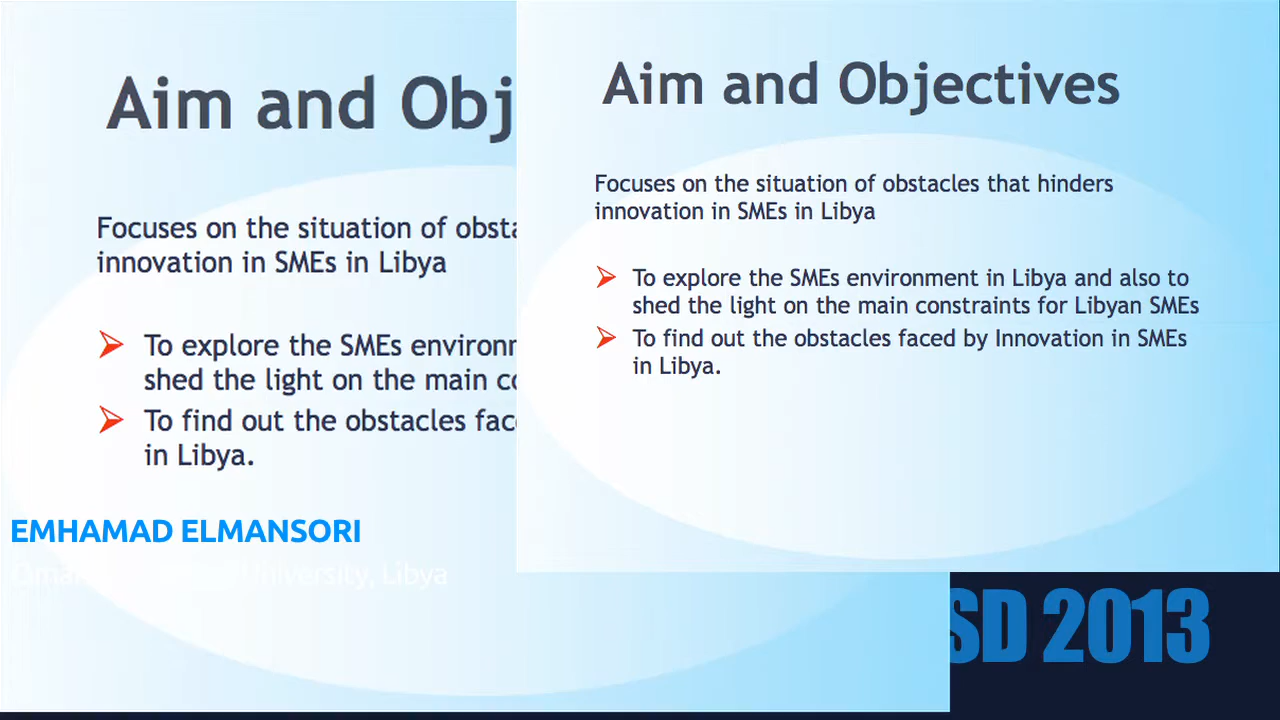 Aim and Obj
Focuses on the situation of obsta
innovation in SMEs in Libya
To explore the SMEs environ
shed the light on the main co
To find out the obstacles fac
in Libya.
EMHAMAD ELMANSORI
University, Libya
Aim and Objectives
Focuses on the situation of obstacles that hinders
innovation in SMEs in Libya
To explore the SMEs environment in Libya and also to
shed the light on the main constraints for Libyan SMEs
To find out the obstacles faced by Innovation in SMEs
in Libya.
SD 2013